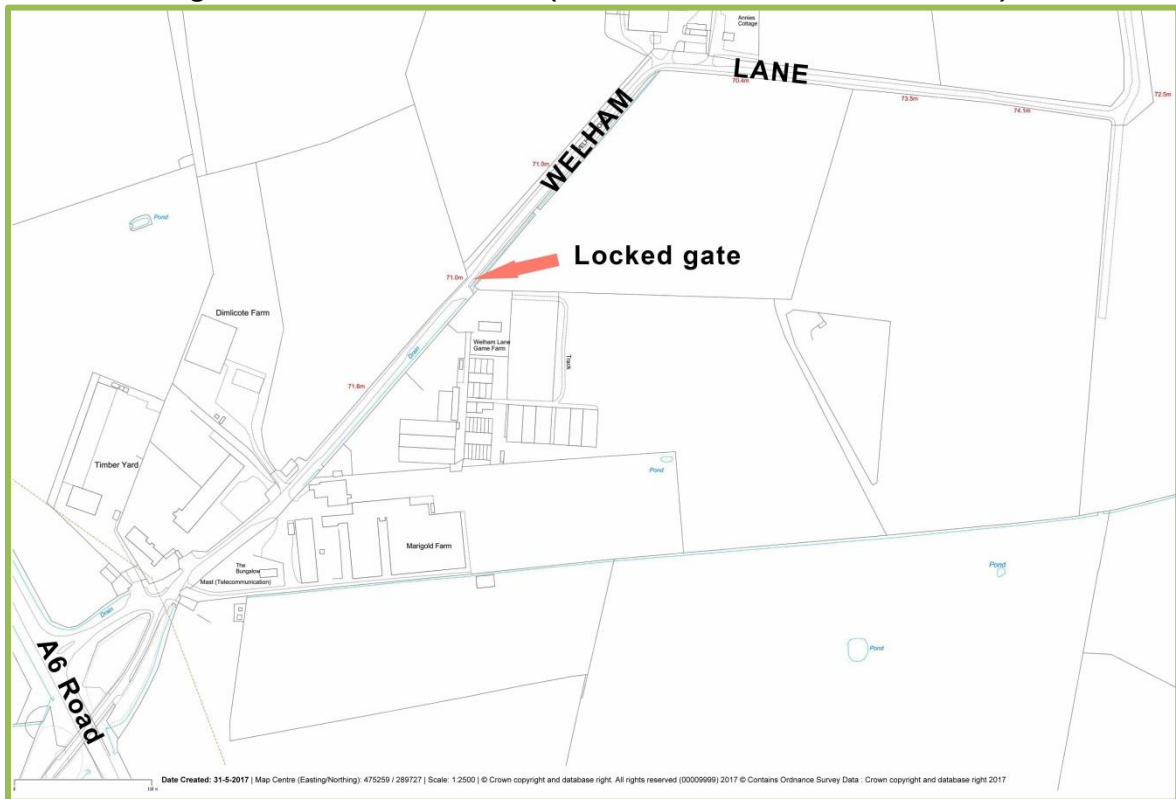 Annies
Cottage
LANE
70.4m
73.5m
74.1m
72.5m
WELHAM
71.0m
Pond
Locked gate
71.0m
Dimlicote Farm
Welham Lane
Game Farm
Drain
Track
71.6m
Timber Yard
Pond
Marigold Farm
The
Bungalow
Mast (Telecommunication)
Pond
Drain
Pond
A6 Road
Date Created: 31-5-2017 | Map Centre (Easting/Northing): 475259 / 289727 | Scale: 1:2500 | © Crown copyright and database right. All rights reserved (00009999) 2017 © Contains Ordnance Survey Data : Crown copyright and database right 2017